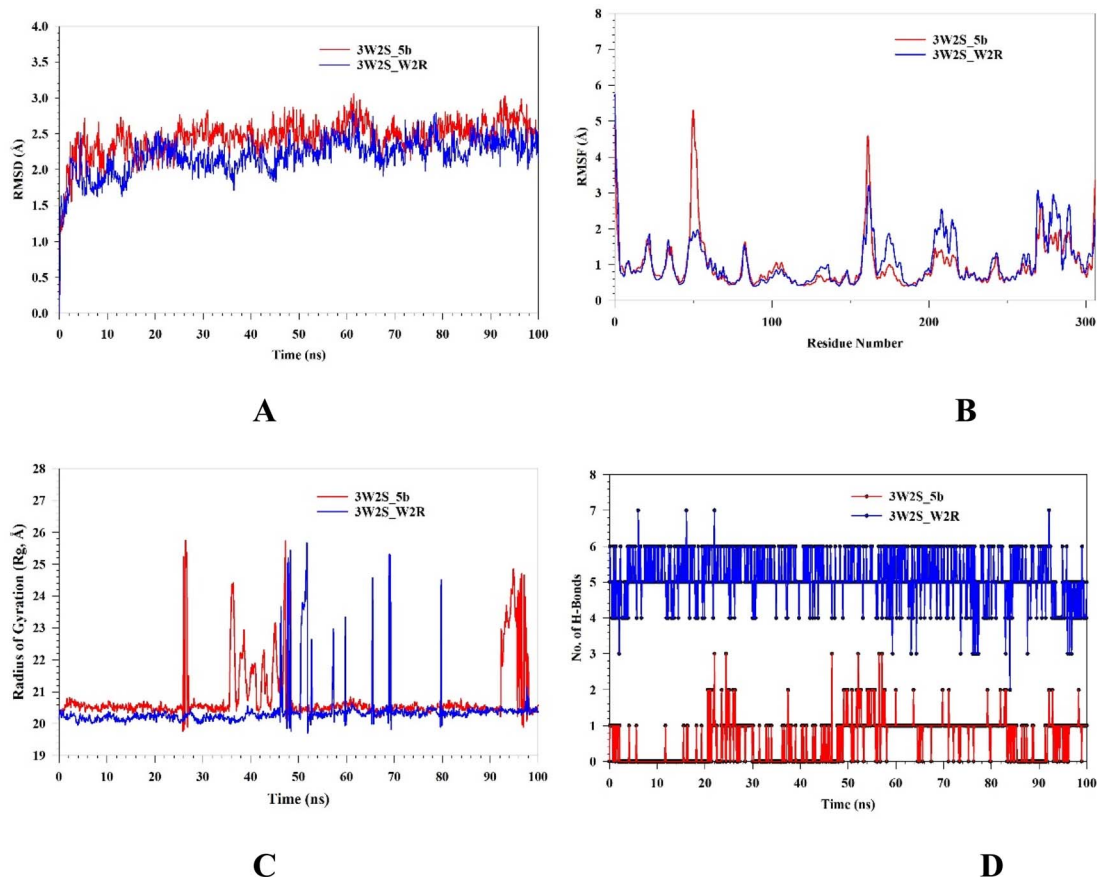 4.0
3.5
3.0
2.5
2.0
1.5
1.0
0.5
0.0
RMSD (Å)
3W2S_5b
3W2S_W2R
0 10 20 30 40 50 60 70 80 90 100
Time (ns)
A
8
7
6
5
4
3
2
1
0
RMSF (Å)
3W2S_5b
3W2S_W2R
0 100 200 300
Residue Number
B
28
27
26
25
24
23
22
21
20
19
Radius of Gyration (Rg, Å)
3W2S_5b
3W2S_W2R
0 10 20 30 40 50 60 70 80 90 100
Time (ns)
C
8
7
6
5
4
3
2
1
0
No. of H-Bonds
3W2S_5b
3W2S_W2R
0 10 20 30 40 50 60 70 80 90 100
Time (ns)
D